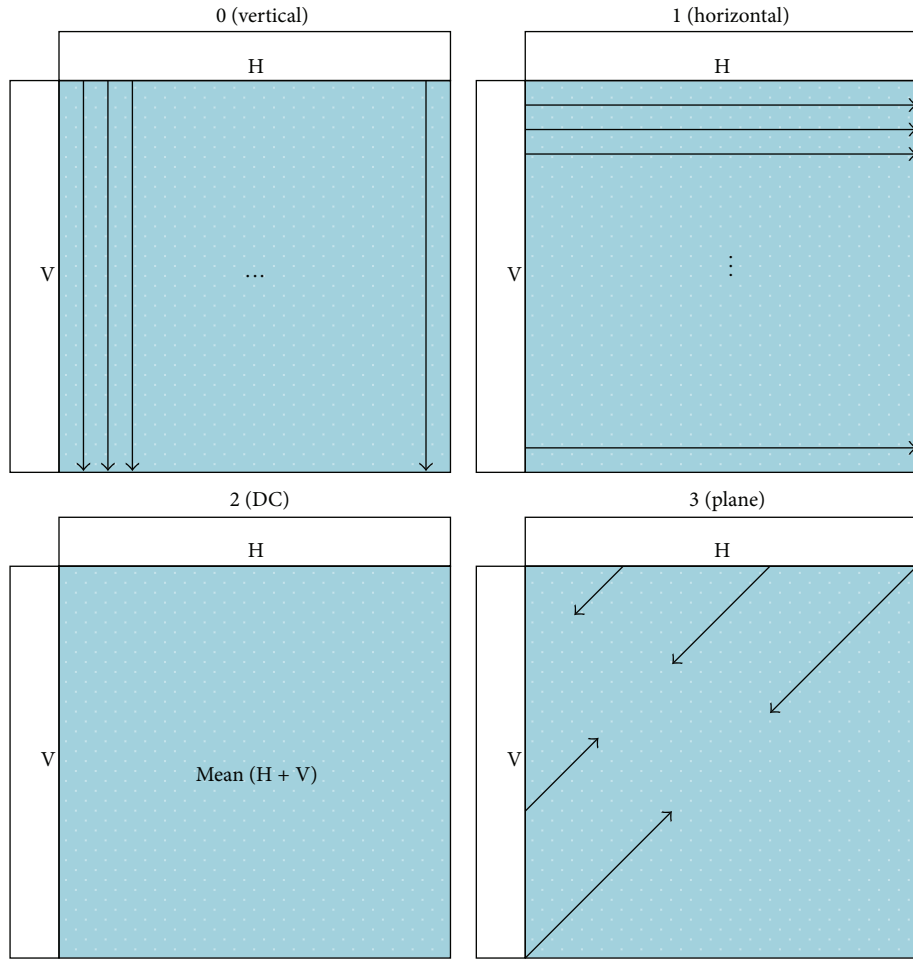 0 (vertical)
H
V
...
1 (horizontal)
H
V
⋮
2 (DC)
H
V
Mean (H + V)
3 (plane)
H
V